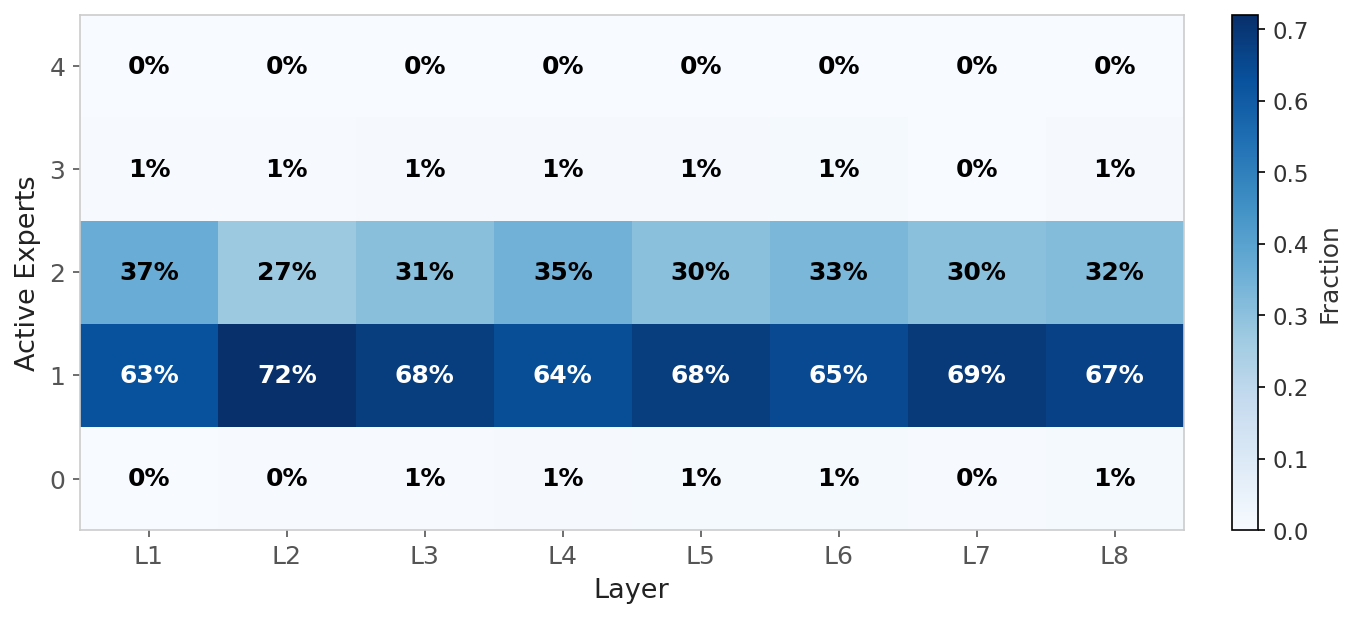 4 0% 0% 0% 0% 0% 0% 0% 0%
3 1% 1% 1% 1% 1% 1% 0% 1%
2 37% 27% 31% 35% 30% 33% 30% 32%
1 63% 72% 68% 64% 68% 65% 69% 67%
0 0% 0% 1% 1% 1% 1% 0% 1%
L1 L2 L3 L4 L5 L6 L7 L8
Layer
Active Experts
0.7
0.6
0.5
0.4
0.3
0.2
0.1
0.0
Fraction